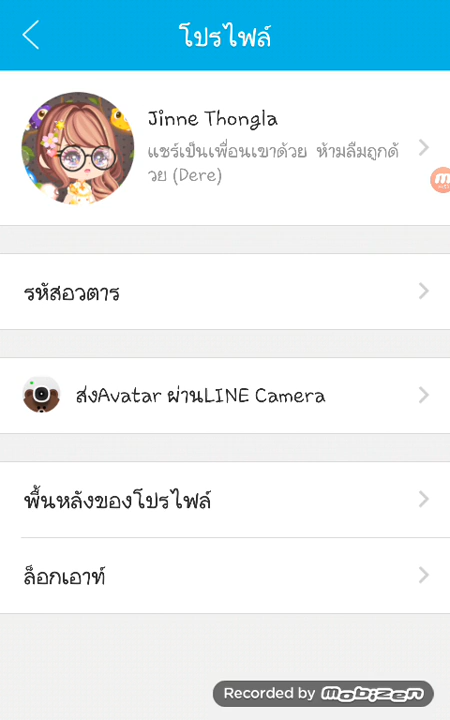 โปรไฟล์
Jinne Thongla
แชร์เป็นเพื่อนเขาด้วย ห้ามลืมถูกด้
วย (Dere)
รหัสอวตาร
ส่งAvatar ผ่านLINE Camera
พื้นหลังของโปรไฟล์
ล็อกเอาท์
Recorded by Mobizen